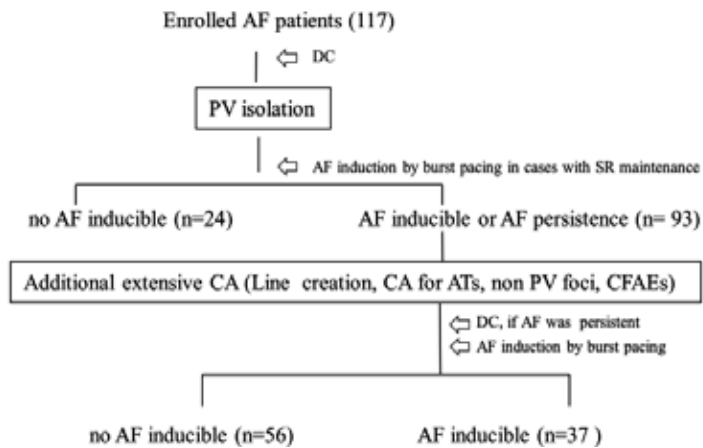 Enrolled AF patients (117)
DC
PV isolation
AF induction by burst pacing in cases with SR maintenance
no AF inducible (n=24)
AF inducible or AF persistence (n= 93)
Additional extensive CA (Line creation, CA for ATs, non PV foci, CFAEs)
DC, if AF was persistent
AF induction by burst pacing
no AF inducible (n=56)
AF inducible (n=37 )